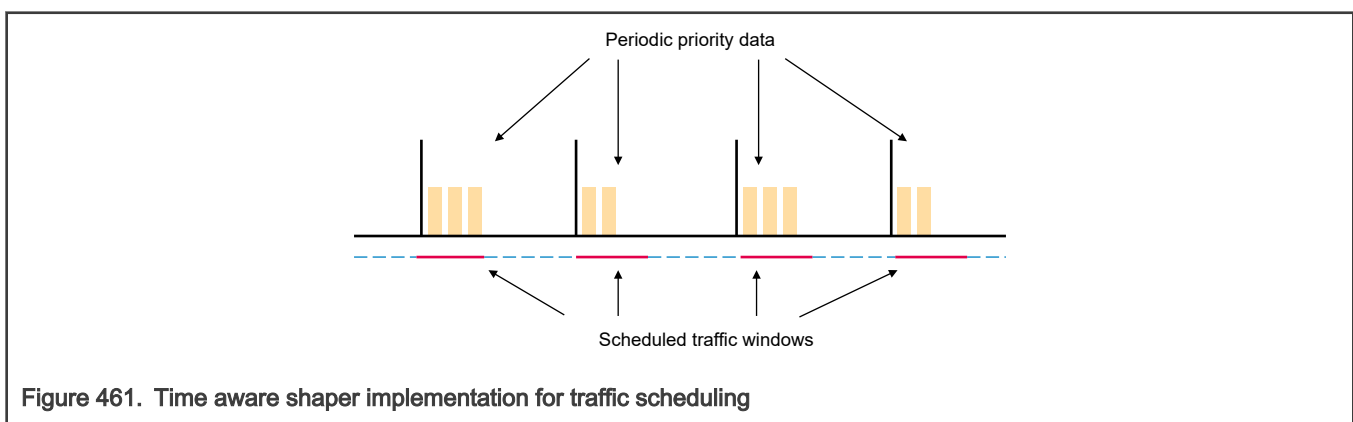 Periodic priority data
Scheduled traffic windows
Figure 461. Time aware shaper implementation for traffic scheduling